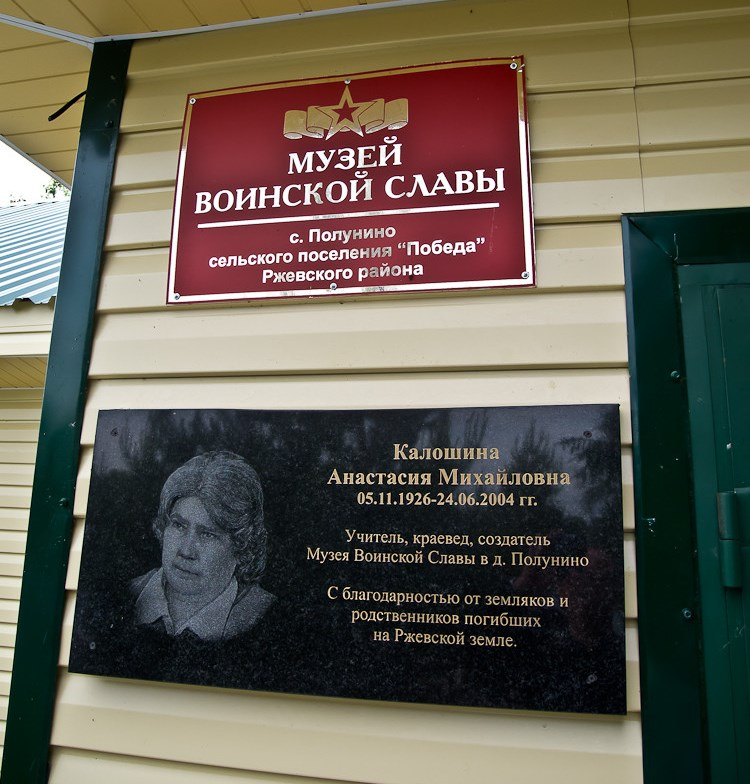 МУЗЕЙ
ВОИНСКОЙ СЛАВЫ
с. Полунино
сельского поселения “Победа”
Ржевского района
Калошина
Анастасия Михайловна
05.11.1926-24.06.2004 гг.
Учитель, краевед, создатель
Музея Воинской Славы в д. Полунино
С благодарностью от земляков и
родственников погибших
на Ржевской земле.